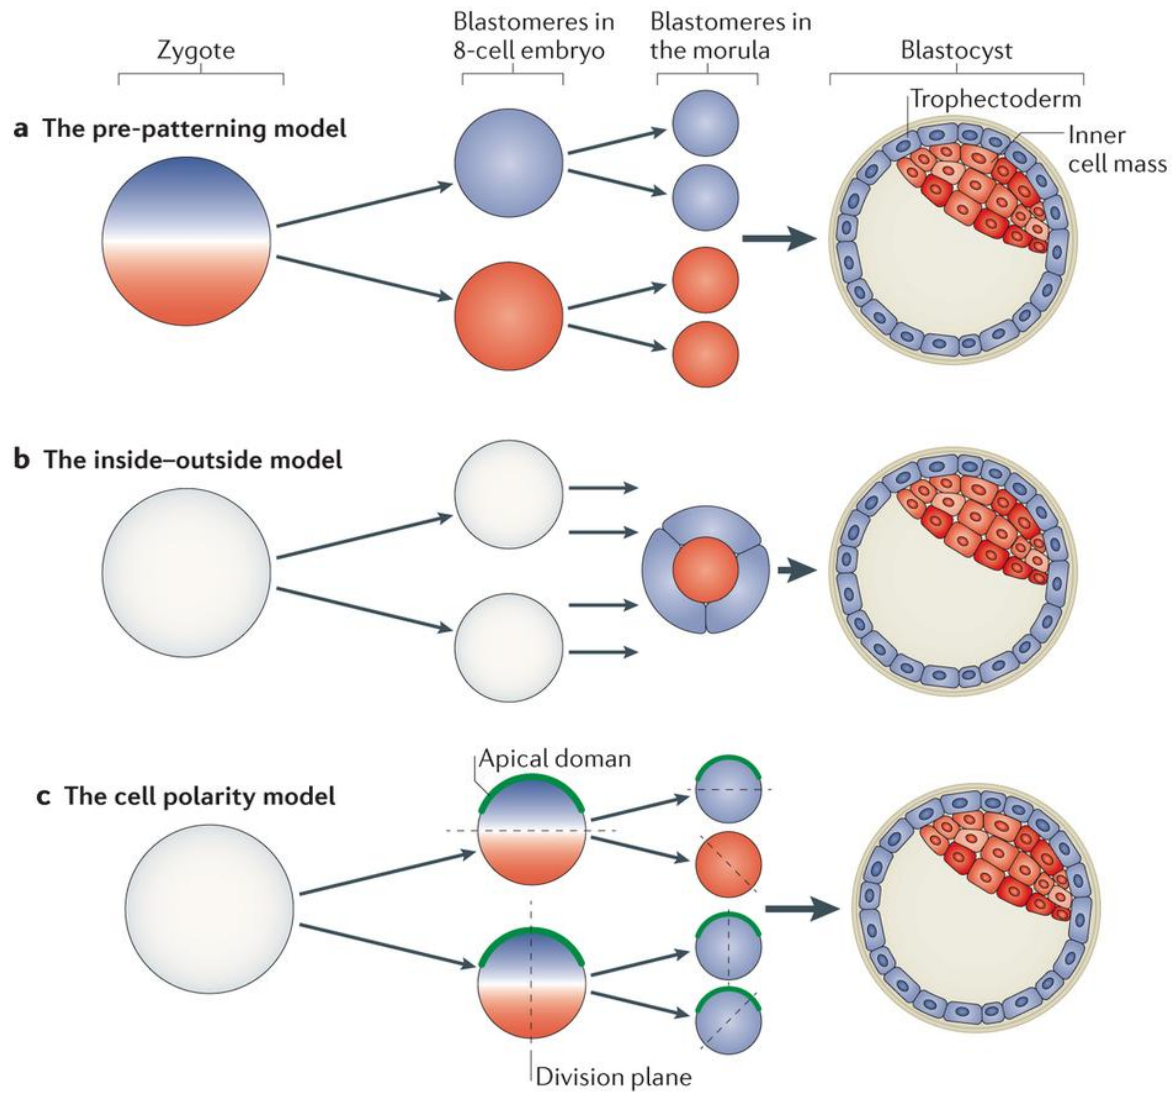 Zygote
Blastomeres in
8-cell embryo
Blastomeres in
the morula
Blastocyst
a The pre-patterning model
Trophectoderm
Inner
cell mass
b The inside–outside model
c The cell polarity model
Apical doman
Division plane